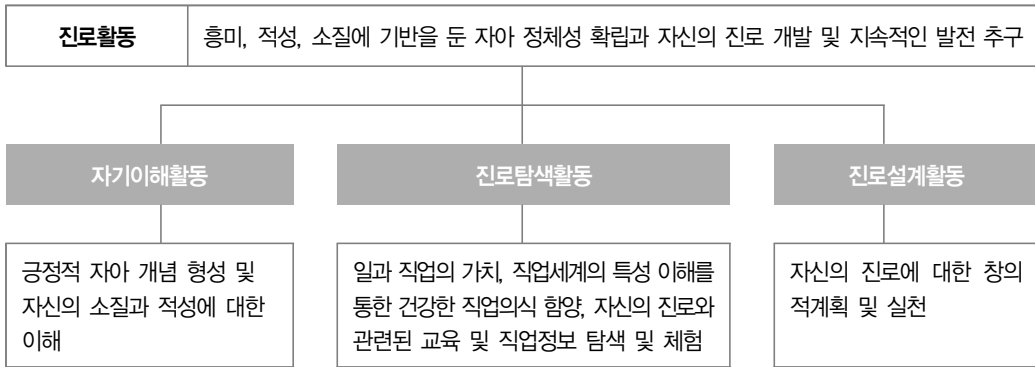 진로활동
흥미, 적성, 소질에 기반을 둔 자아 정체성 확립과 자신의 진로 개발 및 지속적인 발전 추구
자기이해활동
진로탐색활동
진로설계활동
긍정적 자아 개념 형성 및
자신의 소질과 적성에 대한
이해
일과 직업의 가치, 직업세계의 특성 이해를
통한 건강한 직업의식 함양, 자신의 진로와
관련된 교육 및 직업정보 탐색 및 체험
자신의 진로에 대한 창의
적계획 및 실천